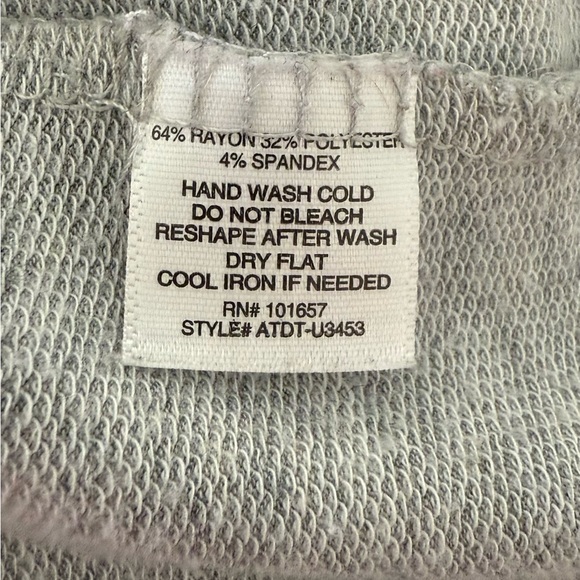 64% RAYON 32% POLYESTER
4% SPANDEX
HAND WASH COLD
DO NOT BLEACH
RESHAPE AFTER WASH
DRY FLAT
COOL IRON IF NEEDED
RN# 101657
STYLE# ATDT-U3453